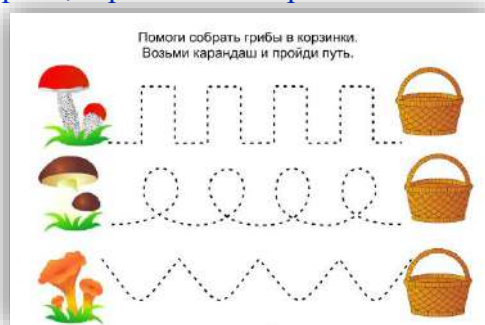 Помоги собрать грибы в корзинки.
Возьми карандаш и пройди путь.